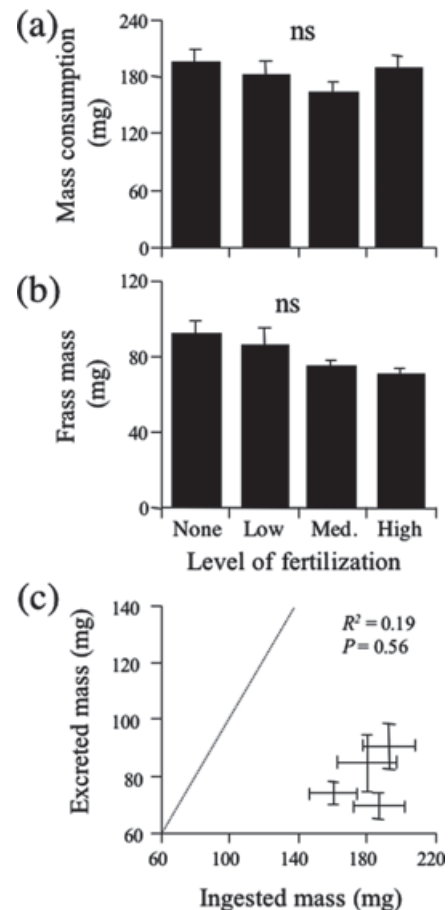 (a)
ns
Mass consumption
(mg)
240
180
120
60
0
(b)
ns
Frass mass
(mg)
120
80
40
0
None Low Med. High
Level of fertilization
(c)
R² = 0.19
P = 0.56
Excreted mass (mg)
140
120
100
80
60
60 100 140 180 220
Ingested mass (mg)